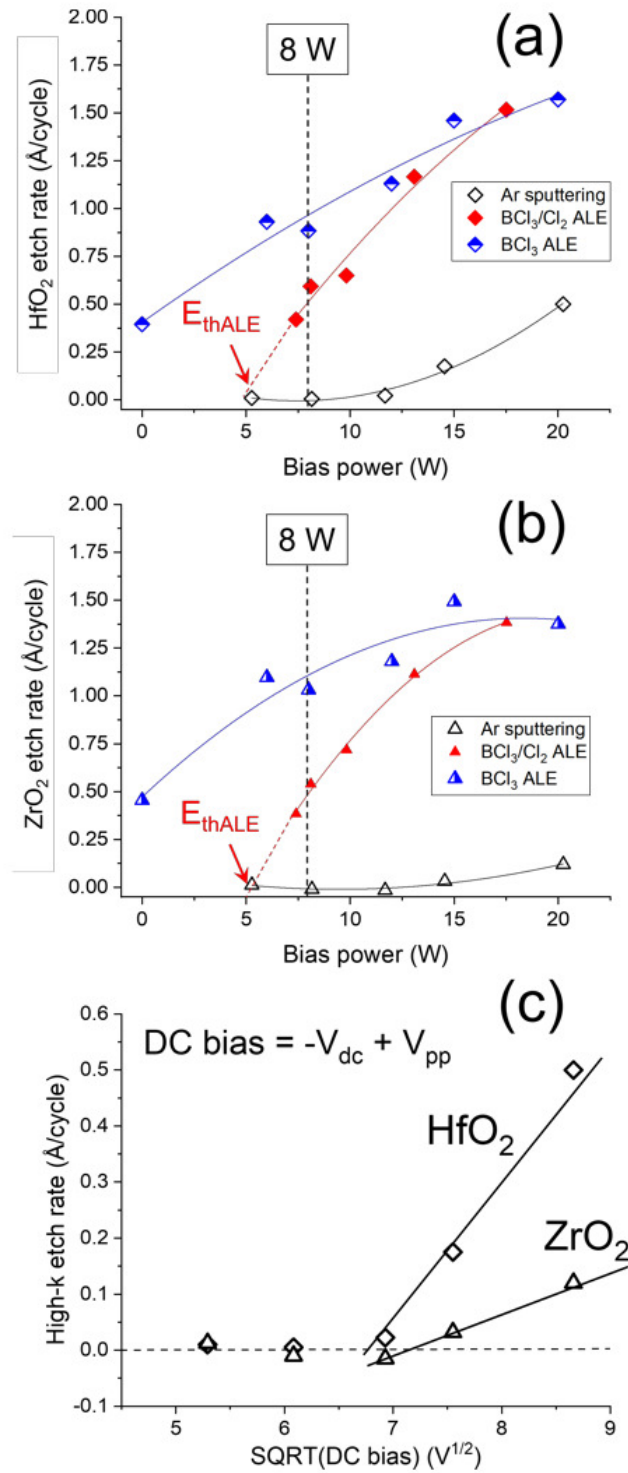 (a)
8 W
2.00
1.75
1.50
1.25
1.00
0.75
0.50
0.25
0.00
HfO₂ etch rate (Å/cycle)
Ar sputtering
BCl₃/Cl₂ ALE
BCl₃ ALE
EthALE
0 5 10 15 20
Bias power (W)
(b)
8 W
2.00
1.75
1.50
1.25
1.00
0.75
0.50
0.25
0.00
ZrO₂ etch rate (Å/cycle)
Ar sputtering
BCl₃/Cl₂ ALE
BCl₃ ALE
EthALE
0 5 10 15 20
Bias power (W)
(c)
DC bias = -Vdc + Vpp
0.6
0.5
0.4
0.3
0.2
0.1
0.0
-0.1
High-k etch rate (Å/cycle)
HfO₂
ZrO₂
5 6 7 8 9
SQRT(DC bias) (V^1/2)